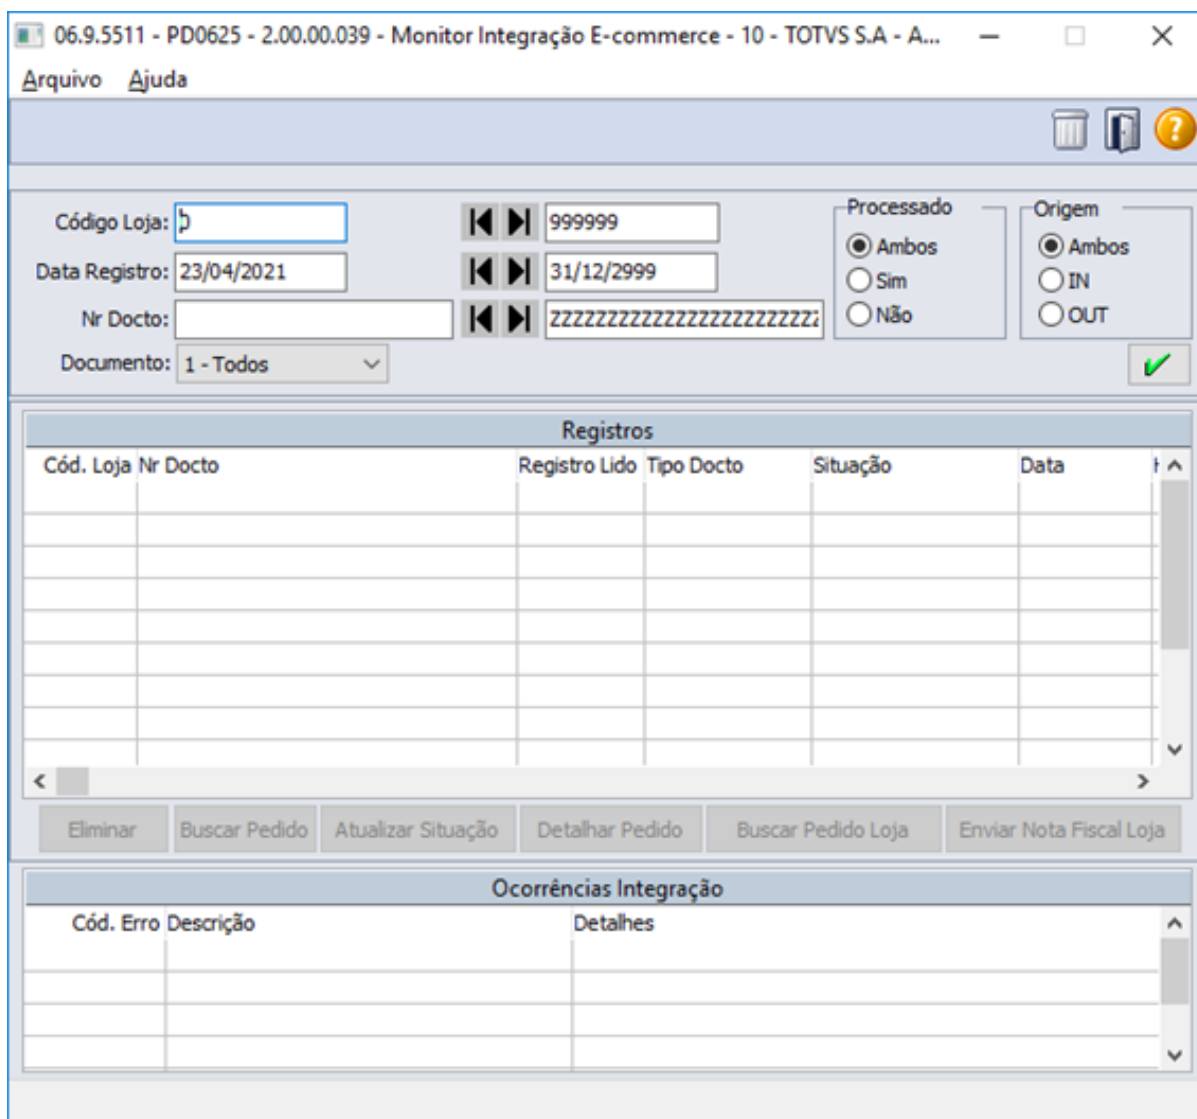 06.9.5511 - PD0625 - 2.00.00.039 - Monitor Integração E-commerce - 10 - TOTVS S.A - A...
Arquivo Ajuda
Código Loja: 999999
Data Registro: 23/04/2021 31/12/2999
Nr Docto: ZZZZZZZZZZZZZZZZZZZZZZZZ
Documento: 1 - Todos
Processado
Ambos
Sim
Não
Origem
Ambos
IN
OUT
Registros
Cód. Loja Nr Docto Registro Lido Tipo Docto Situação Data
Eliminar Buscar Pedido Atualizar Situação Detalhar Pedido Buscar Pedido Loja Enviar Nota Fiscal Loja
Ocorrências Integração
Cód. Erro Descrição Detalhes